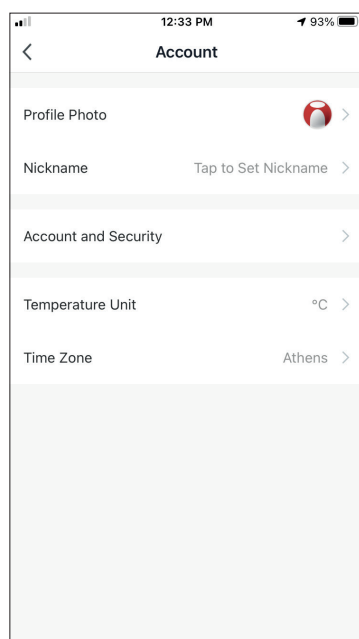 12:33 PM 93%
Account
Profile Photo
Nickname Tap to Set Nickname
Account and Security
Temperature Unit °C
Time Zone Athens